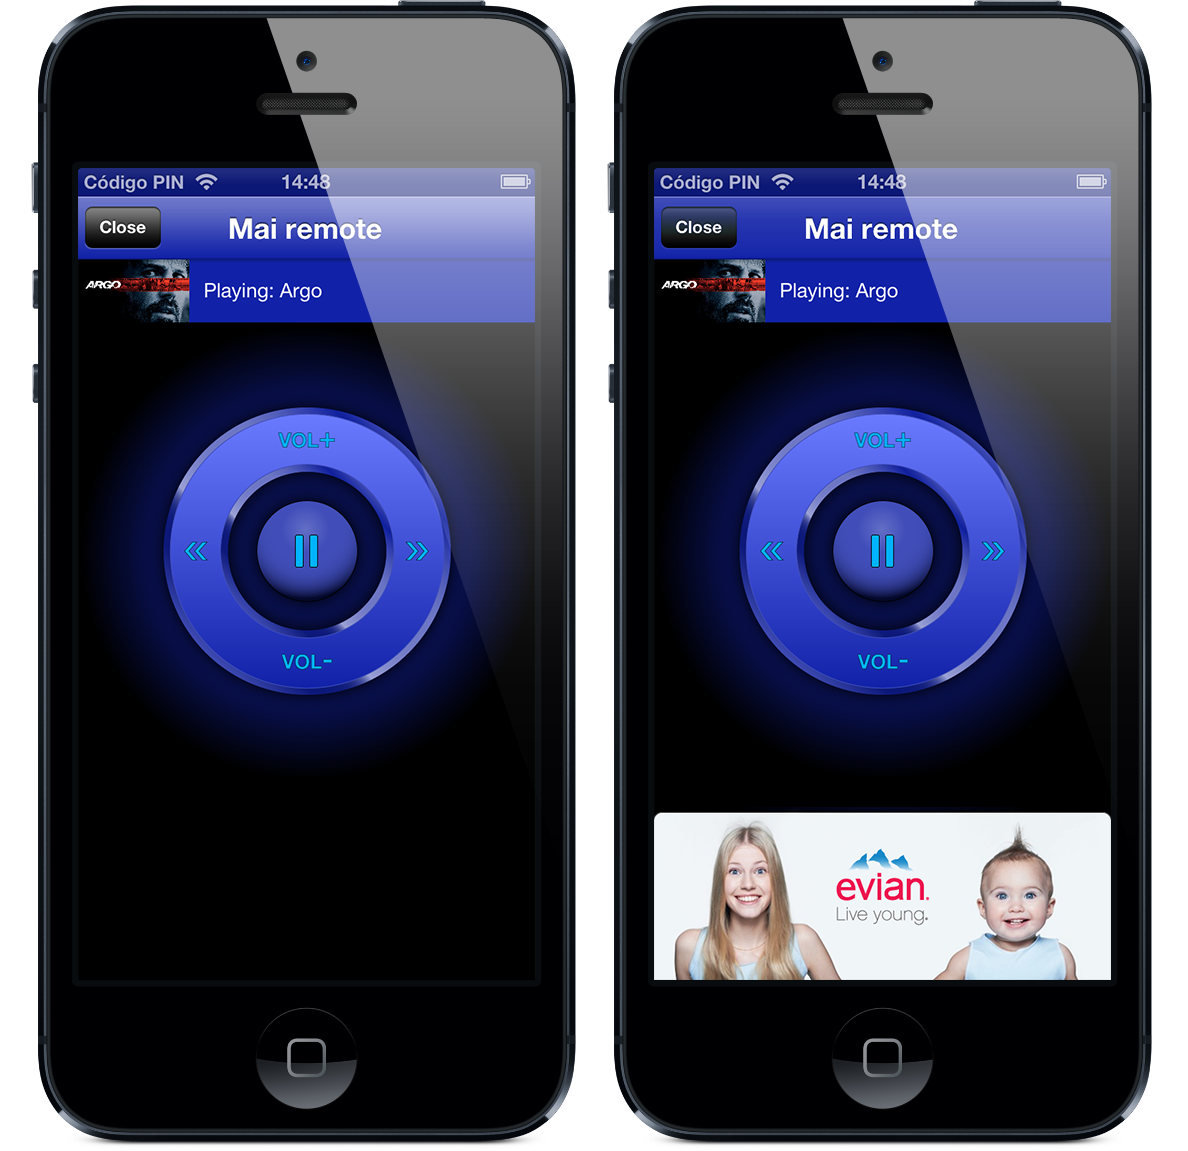 Código PIN 14:48
Close Mai remote
ARGO Playing: Argo
VOL+
VOL-
Código PIN 14:48
Close Mai remote
ARGO Playing: Argo
VOL+
VOL-
evian.
Live young.